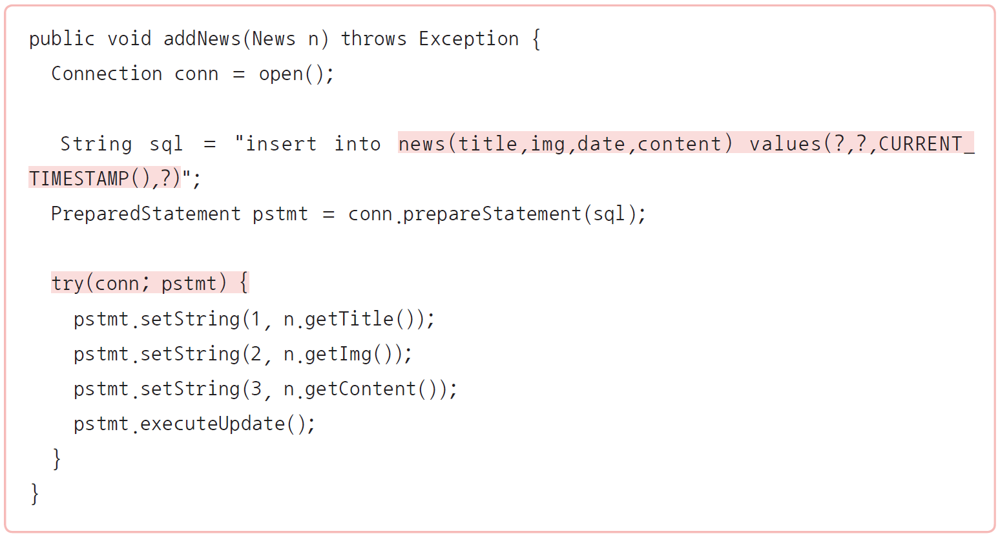 public void addNews(News n) throws Exception {
  Connection conn = open();

  String sql = "insert into news(title,img,date,content) values(?,?,CURRENT_
TIMESTAMP(),?)";
  PreparedStatement pstmt = conn.prepareStatement(sql);

  try(conn; pstmt) {
    pstmt.setString(1, n.getTitle());
    pstmt.setString(2, n.getImg());
    pstmt.setString(3, n.getContent());
    pstmt.executeUpdate();
  }
}